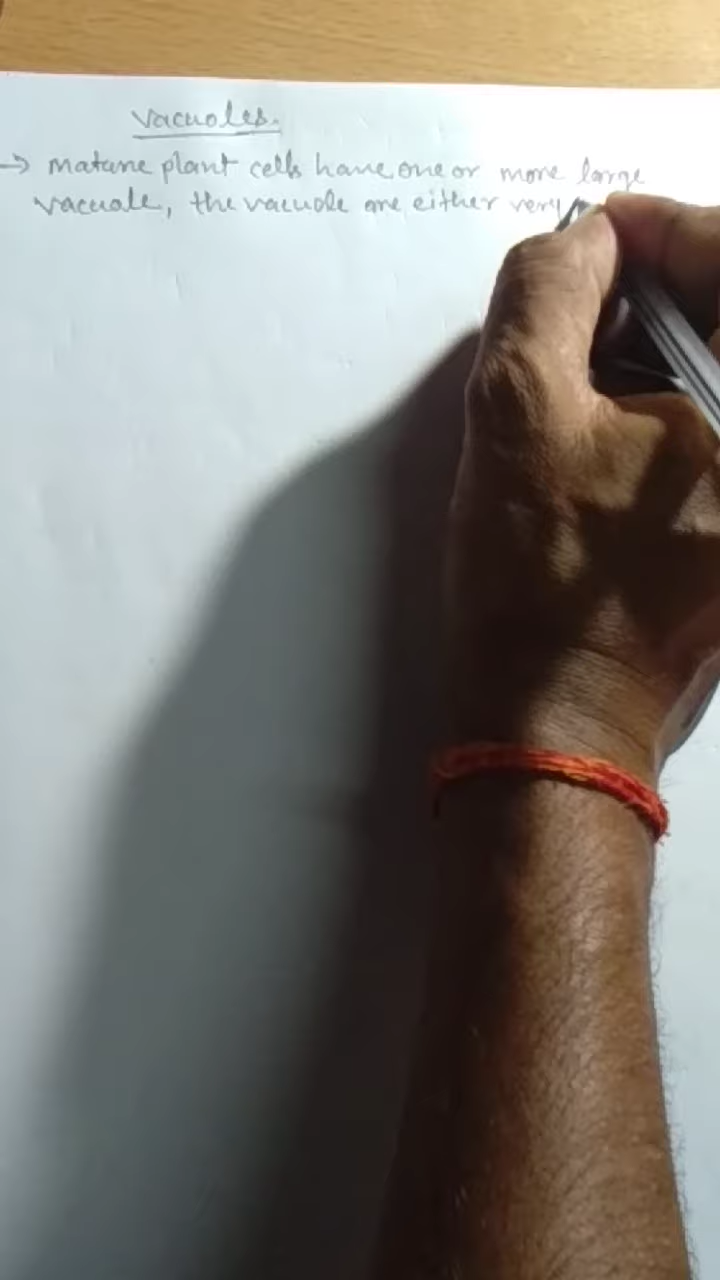 Vacuoles.
→ mature plant cells have one or more large
vacuole, the vacuole are either very